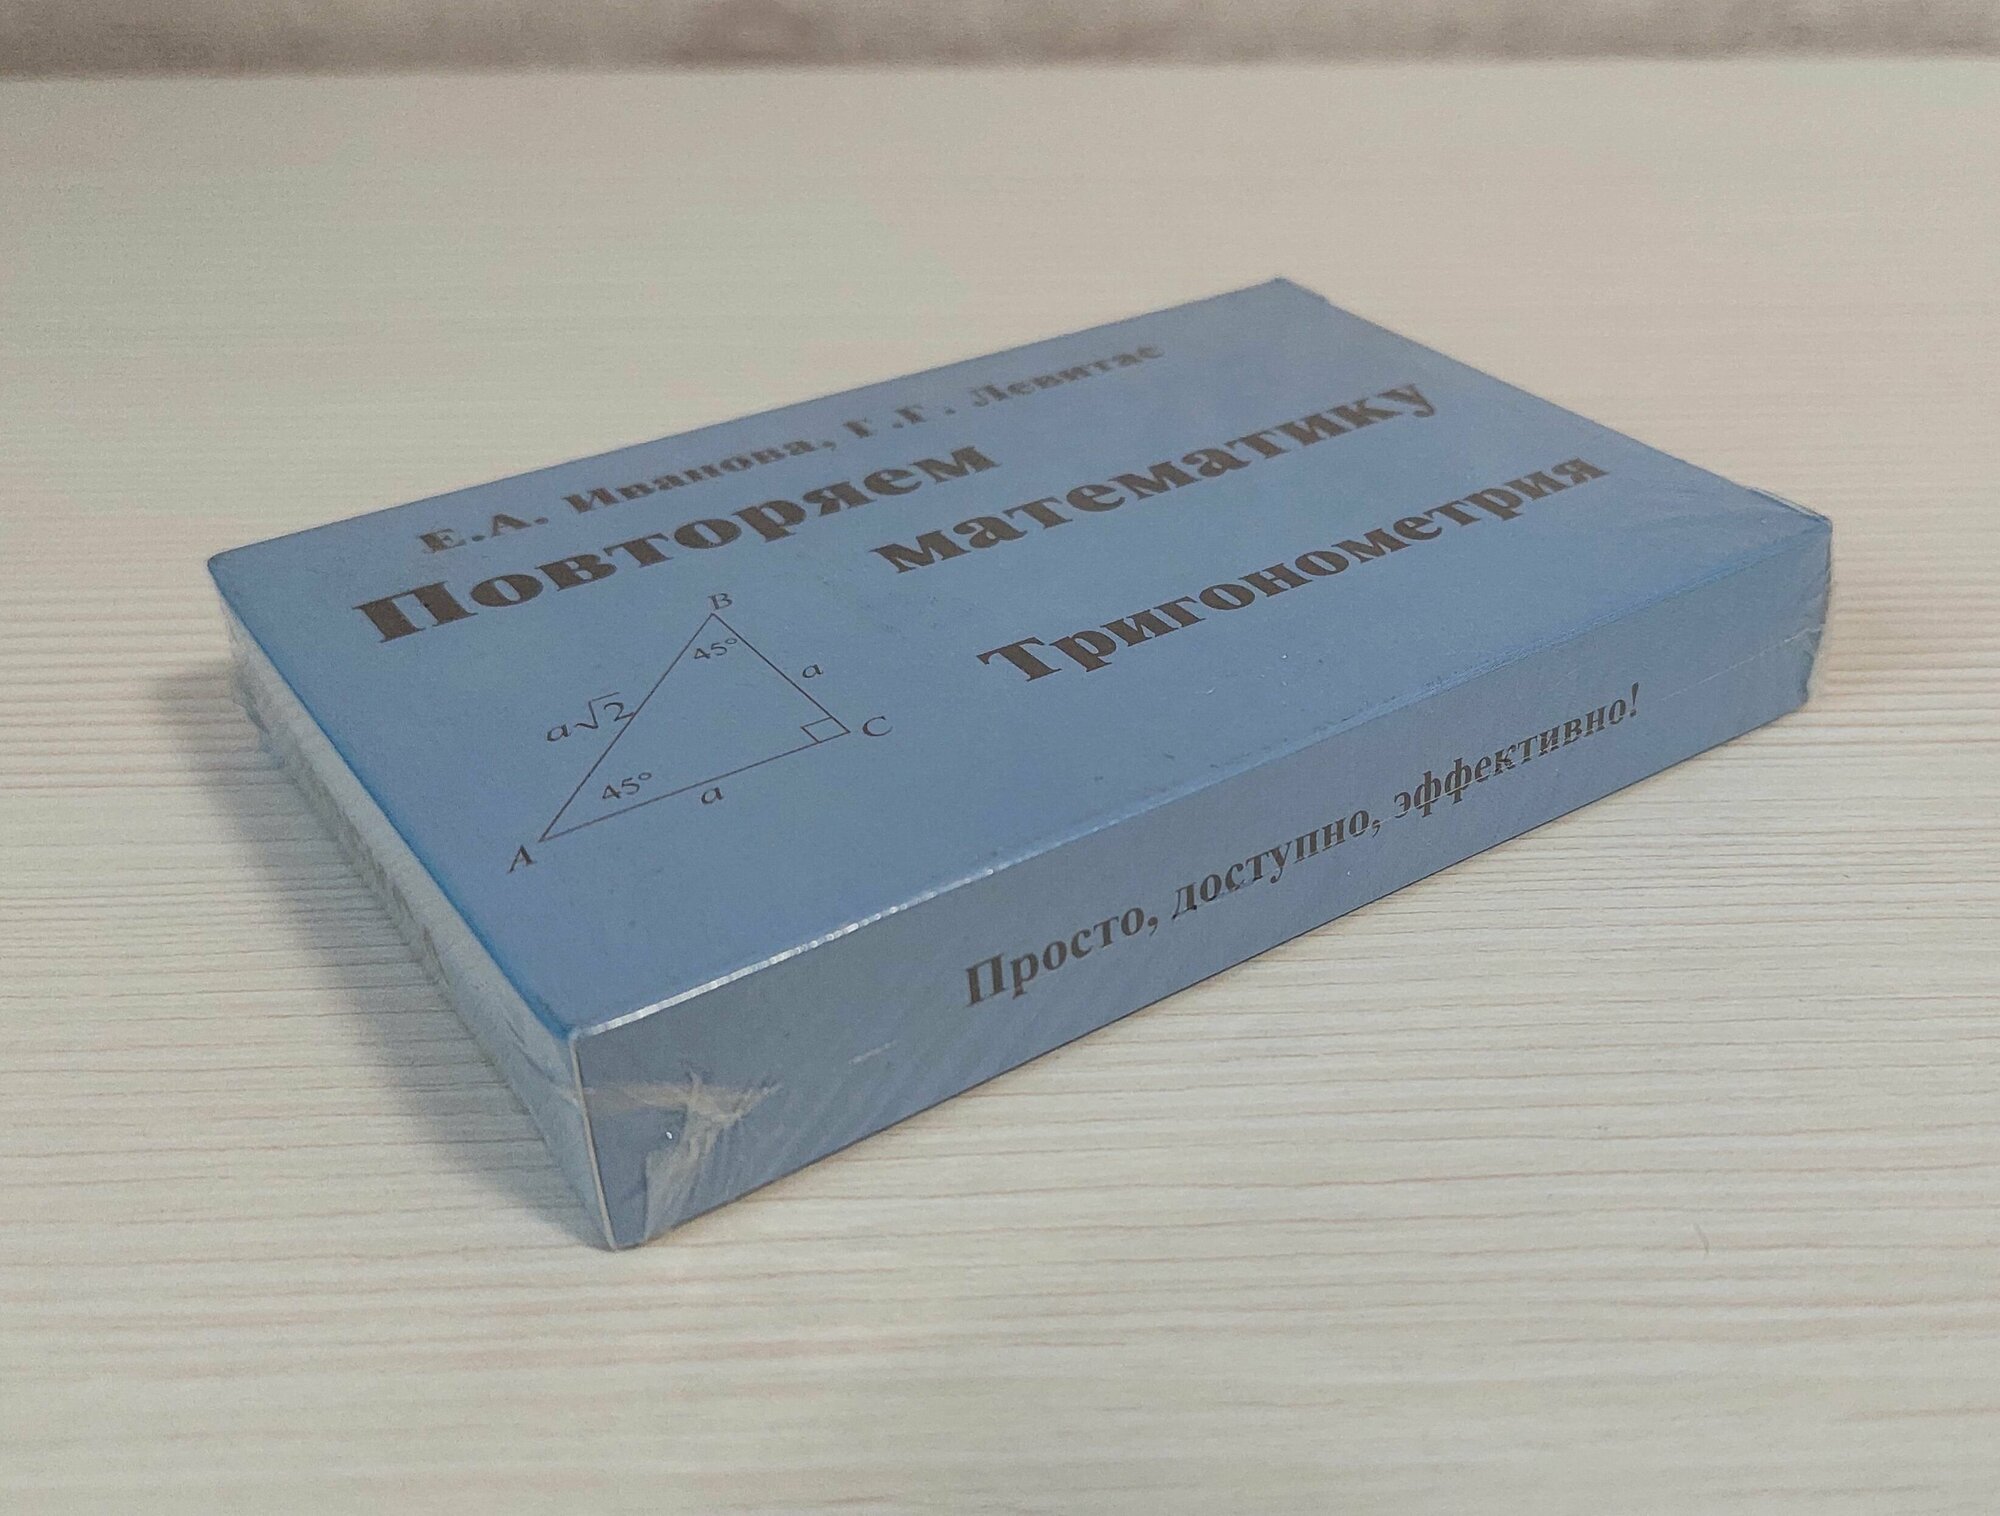 Е.А. Иванова, Г.Г. Левитас
Повторяем
математику
Тригонометрия
B
45°
a√2
a
C
45°
a
A
Просто, доступно, эффективно!